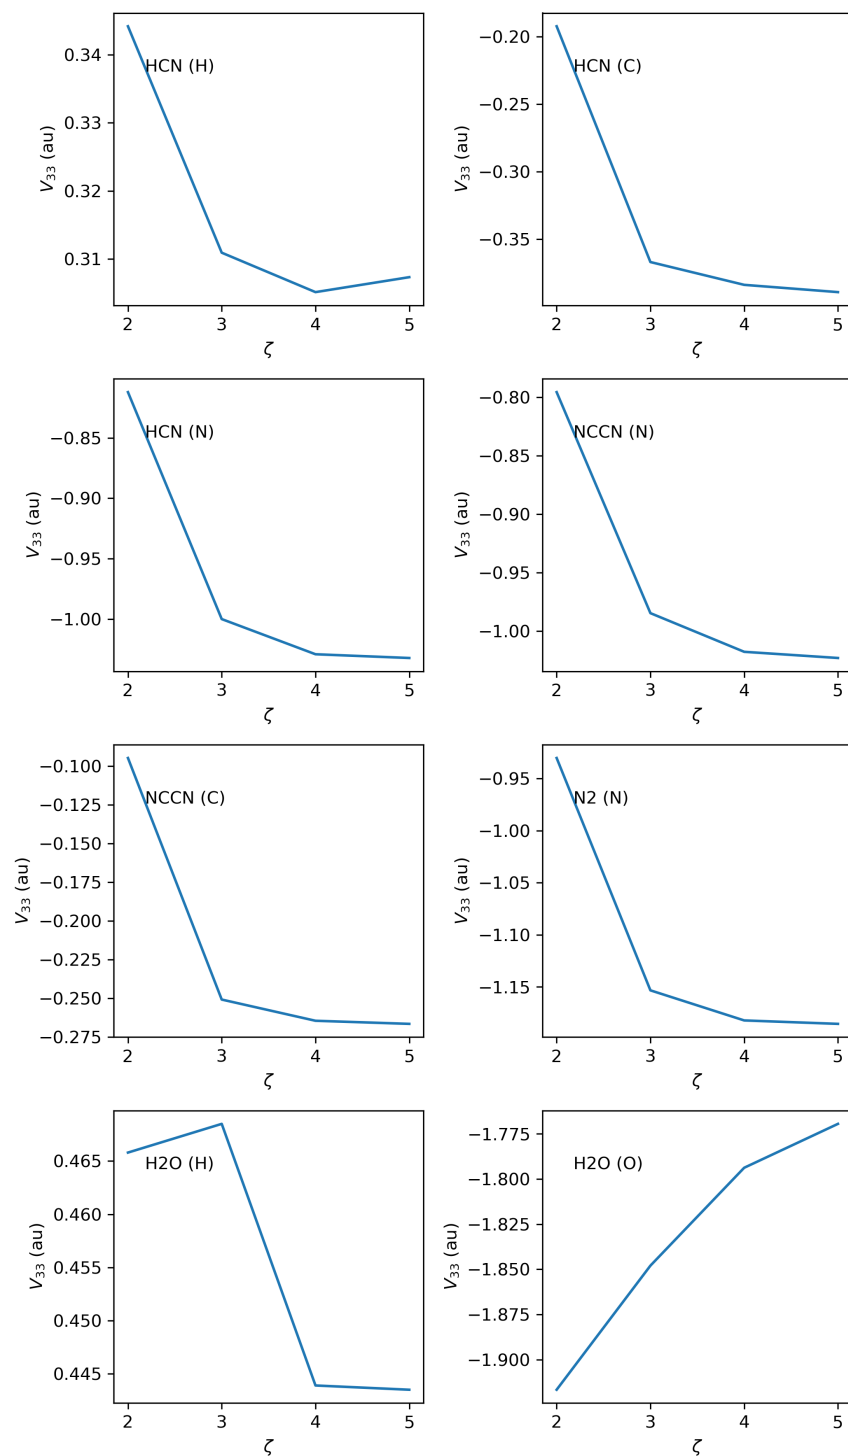 HCN (H)
V33 (au)
0.34
0.33
0.32
0.31
2 3 4 5
ζ
HCN (C)
V33 (au)
−0.20
−0.25
−0.30
−0.35
2 3 4 5
ζ
HCN (N)
V33 (au)
−0.85
−0.90
−0.95
−1.00
2 3 4 5
ζ
NCCN (N)
V33 (au)
−0.80
−0.85
−0.90
−0.95
−1.00
2 3 4 5
ζ
NCCN (C)
V33 (au)
−0.100
−0.125
−0.150
−0.175
−0.200
−0.225
−0.250
−0.275
2 3 4 5
ζ
N2 (N)
V33 (au)
−0.95
−1.00
−1.05
−1.10
−1.15
2 3 4 5
ζ
H2O (H)
V33 (au)
0.465
0.460
0.455
0.450
0.445
2 3 4 5
ζ
H2O (O)
V33 (au)
−1.775
−1.800
−1.825
−1.850
−1.875
−1.900
2 3 4 5
ζ